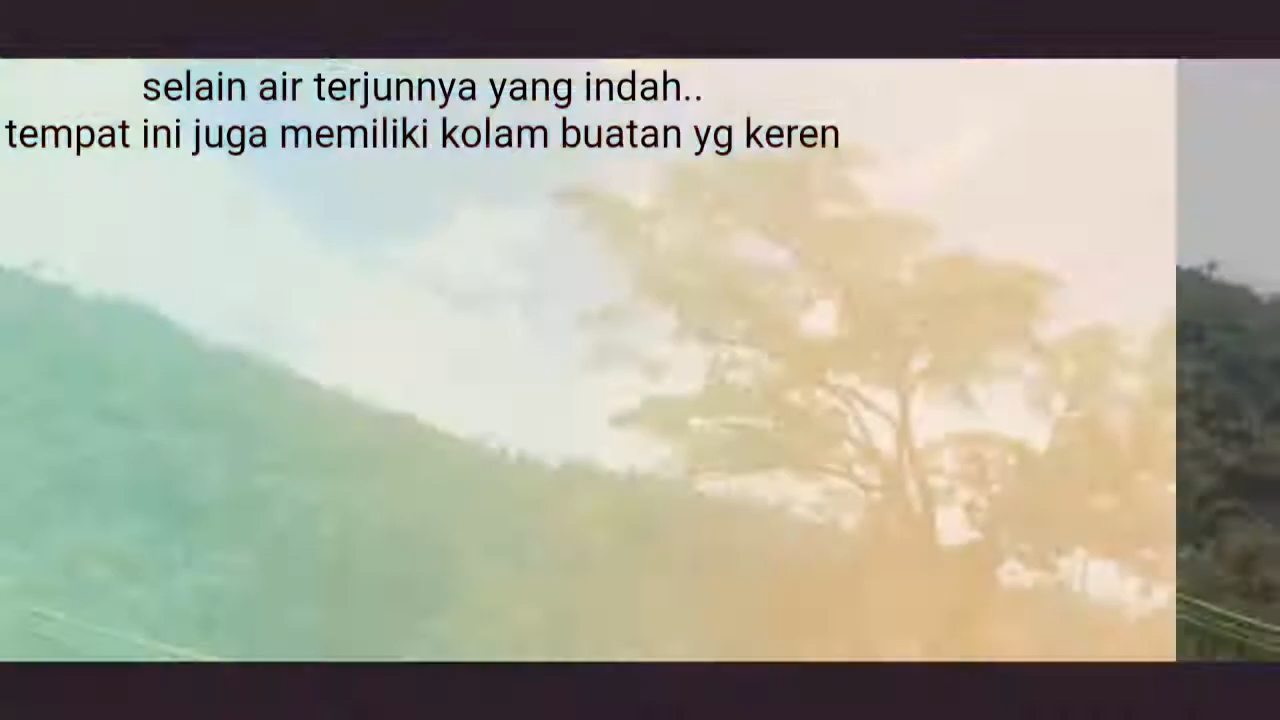 selain air terjunnya yang indah..
tempat ini juga memiliki kolam buatan yg keren